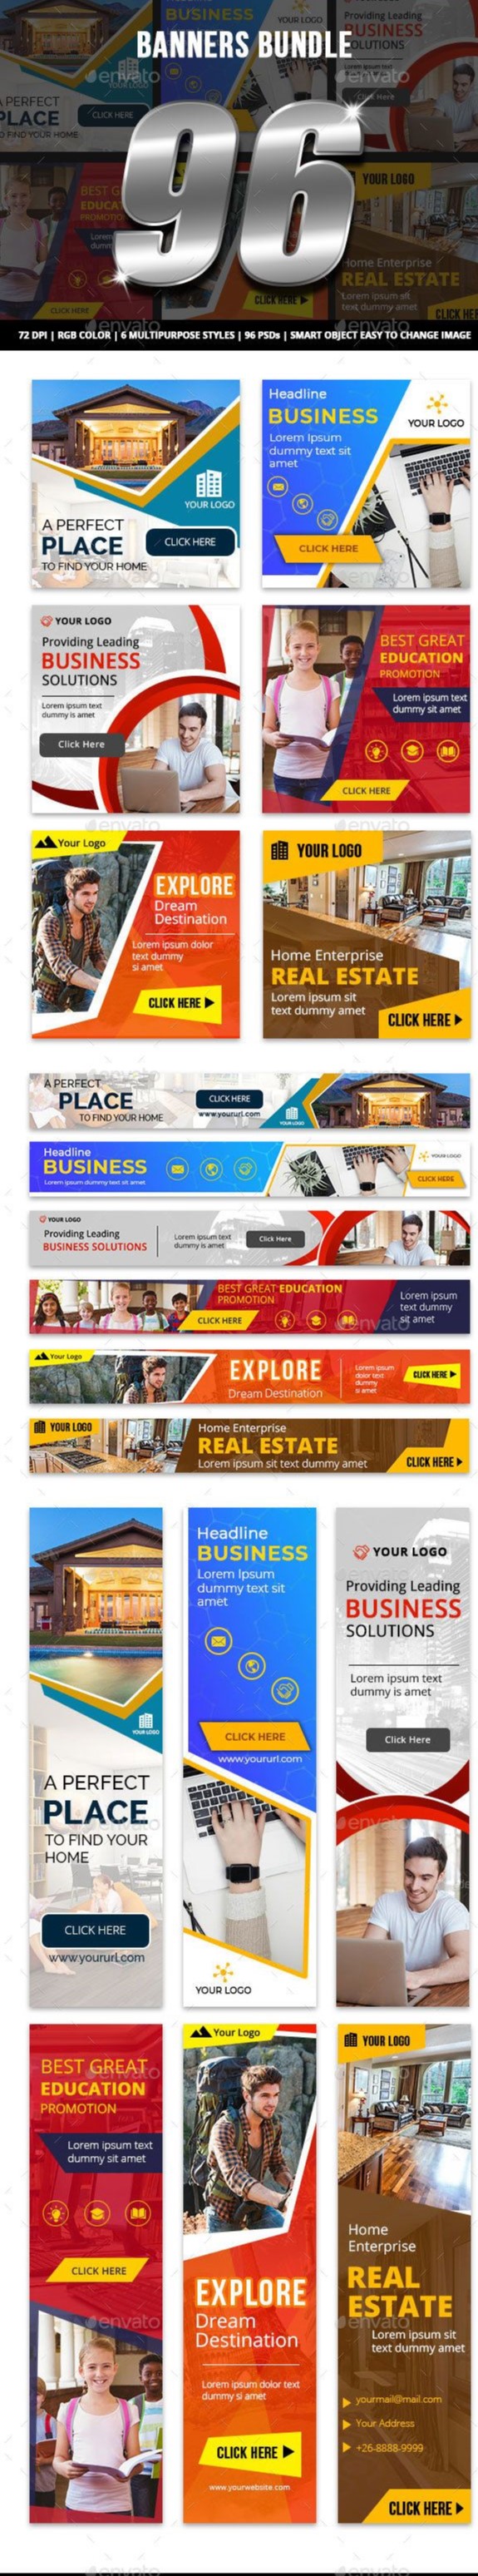 BANNERS BUNDLE
96
72 DPI | RGB COLOR | 6 MULTIPURPOSE STYLES | 96 PSDs | SMART OBJECT EASY TO CHANGE IMAGE
YOUR LOGO
A PERFECT
PLACE
TO FIND YOUR HOME
CLICK HERE
Headline
BUSINESS
Lorem Ipsum
dummy text sit
amet
YOUR LOGO
CLICK HERE
YOUR LOGO
Providing Leading
BUSINESS
SOLUTIONS
Lorem ipsum text
dummy is amet
Click Here
BEST GREAT
EDUCATION
PROMOTION
Lorem ipsum text
dummy sit amet
CLICK HERE
Your Logo
EXPLORE
Dream
Destination
Lorem ipsum dolor
text dummy
si amet
CLICK HERE
YOUR LOGO
Home Enterprise
REAL ESTATE
Lorem ipsum sit
text dummy amet
CLICK HERE
A PERFECT
PLACE
TO FIND YOUR HOME
CLICK HERE
www.yoururl.com
YOUR LOGO
Headline
BUSINESS
Lorem ipsum dummy text sit amet
YOUR LOGO
CLICK HERE
YOUR LOGO
Providing Leading
BUSINESS SOLUTIONS
Lorem ipsum text
dummy is amet
Click Here
BEST GREAT EDUCATION
PROMOTION
CLICK HERE
Lorem ipsum
text dummy
sit amet
Your Logo
EXPLORE
Dream Destination
Lorem ipsum
dolor text
dummy
si amet
CLICK HERE
YOUR LOGO
Home Enterprise
REAL ESTATE
Lorem ipsum sit text dummy amet
CLICK HERE
YOUR LOGO
A PERFECT
PLACE
TO FIND YOUR
HOME
CLICK HERE
www.yoururl.com
Headline
BUSINESS
Lorem Ipsum
dummy text sit
amet
CLICK HERE
www.yoururl.com
YOUR LOGO
YOUR LOGO
Providing Leading
BUSINESS
SOLUTIONS
Lorem ipsum text
dummy is amet
Click Here
BEST GREAT
EDUCATION
PROMOTION
Lorem ipsum text
dummy sit amet
CLICK HERE
Your Logo
EXPLORE
Dream
Destination
Lorem ipsum dolor text
dummy si amet
CLICK HERE
www.yourwebsite.com
YOUR LOGO
Home
Enterprise
REAL
ESTATE
Lorem ipsum sit
text dummy amet
yourmail@mail.com
Your Address
+26-8888-9999
CLICK HERE